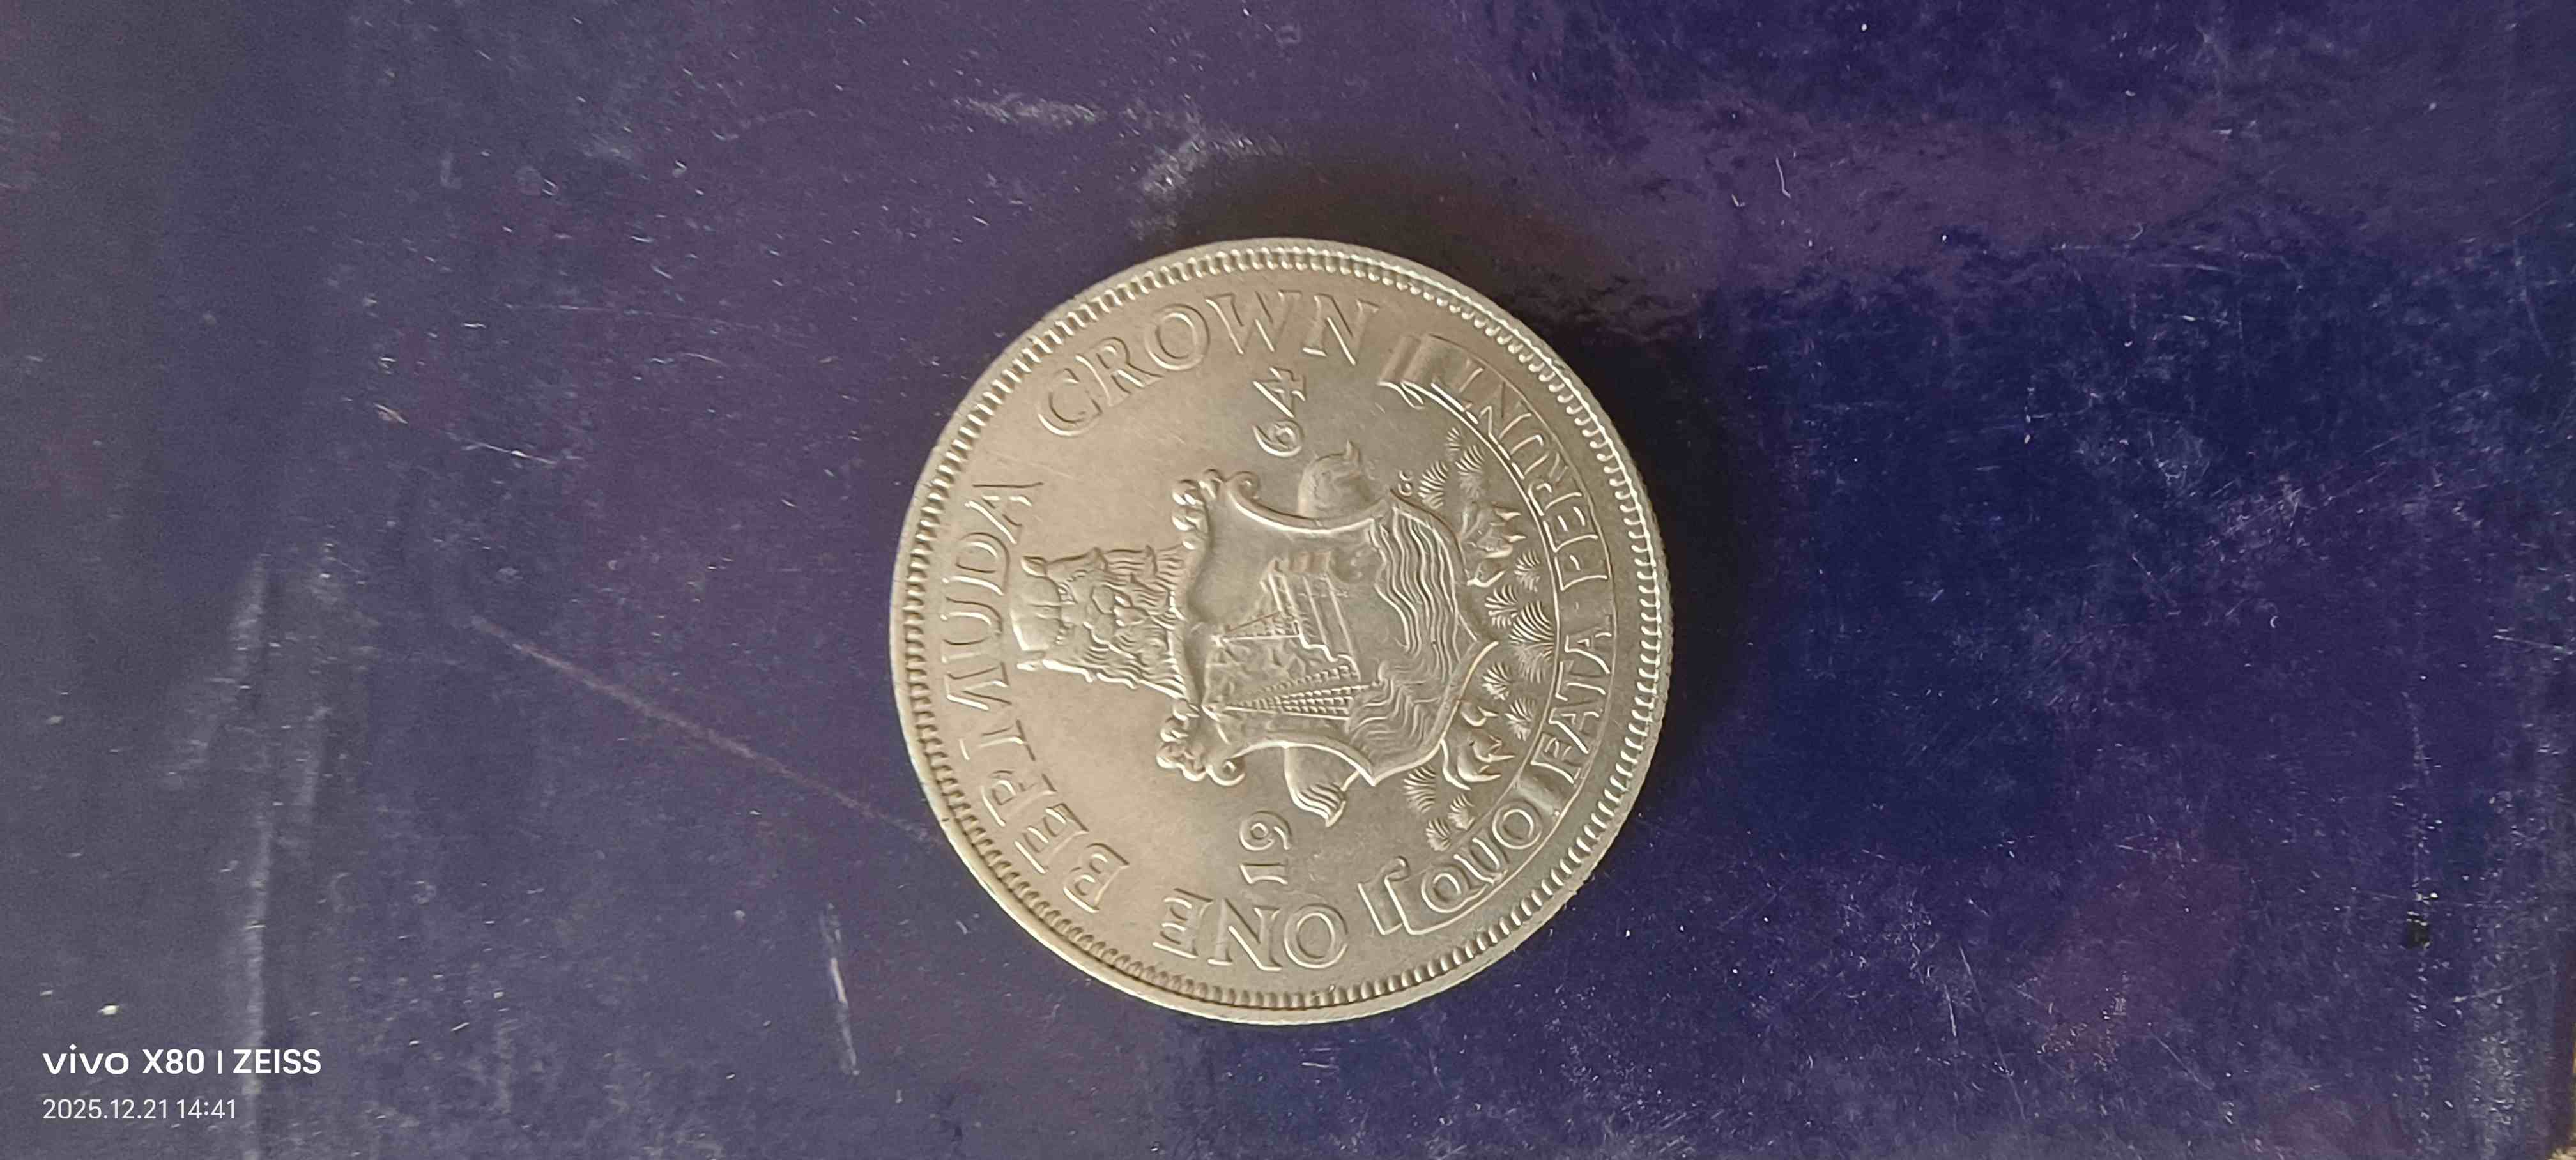 ONE BERMUDA CROWN
19 64
QUO FATA FERUNT
vivo X80 | ZEISS
2025.12.21 14:41